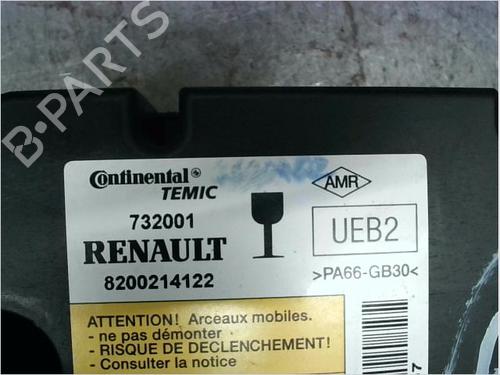 B-PARTS
Continental
TEMIC
732001
RENAULT
8200214122
AMR
UEB2
>PA66-GB30<
ATTENTION! Arceaux mobiles.
- ne pas démonter
- RISQUE DE DECLENCHEMENT!
- Consulter la notice